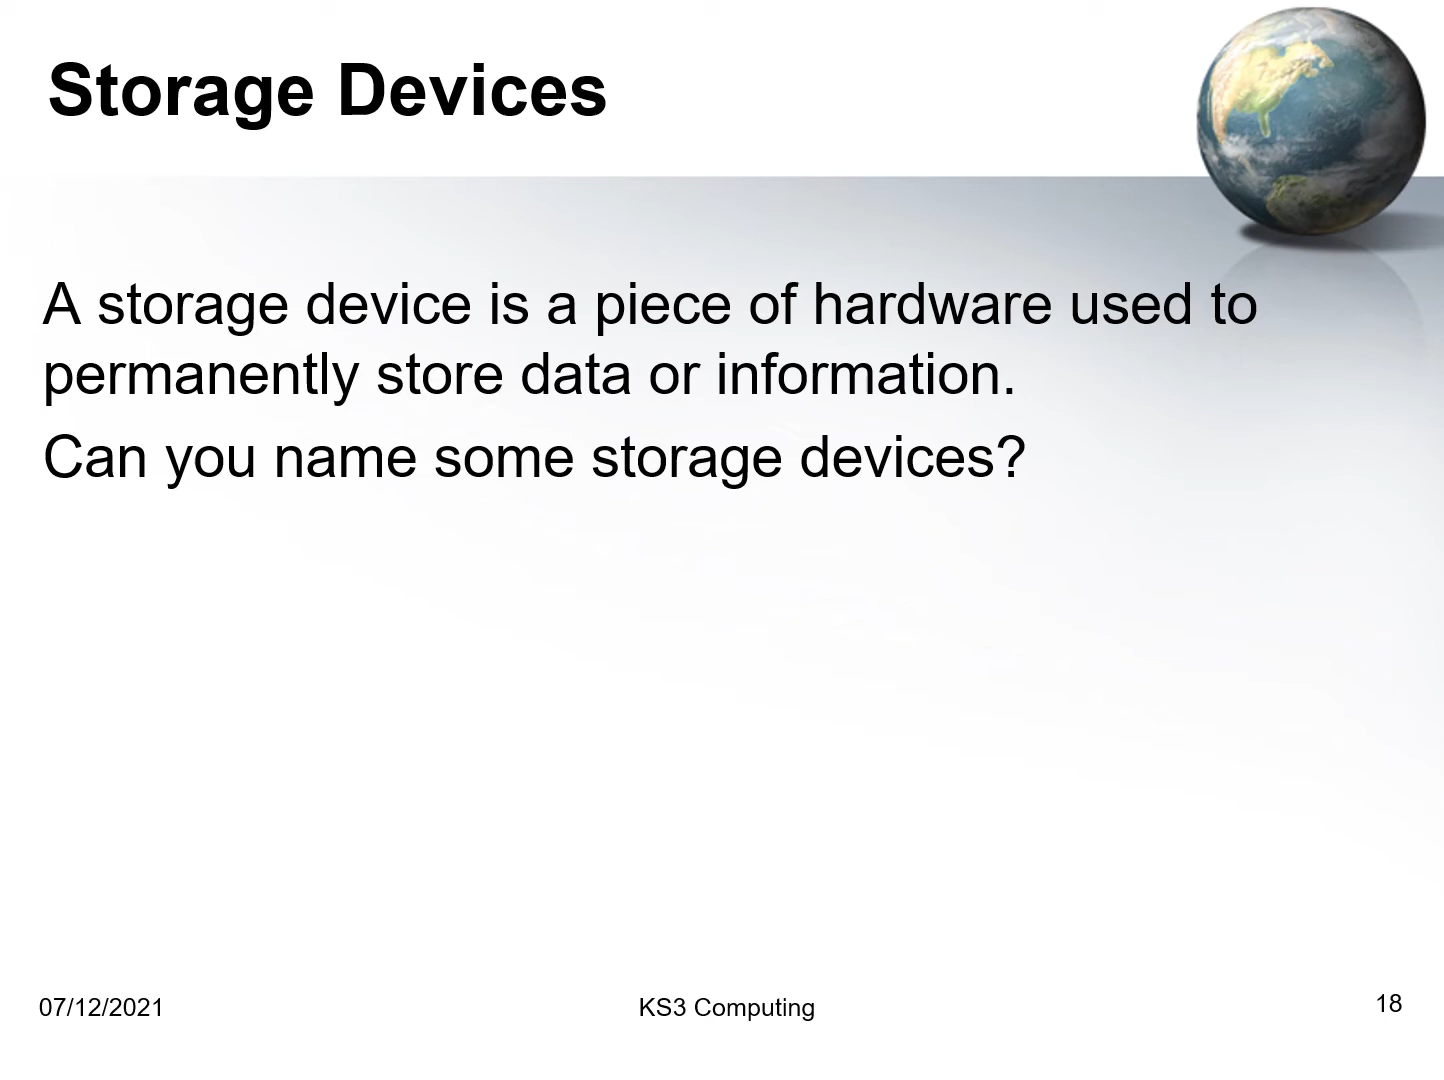 Storage Devices
A storage device is a piece of hardware used to
permanently store data or information.
Can you name some storage devices?
07/12/2021
KS3 Computing
18